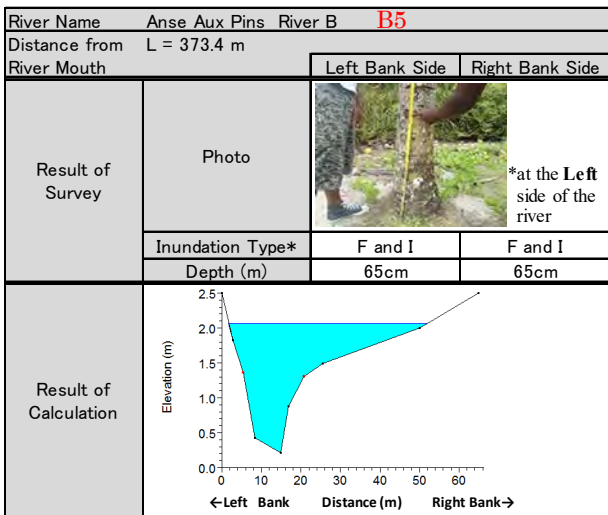 River Name Anse Aux Pins River B B5
Distance from River Mouth L = 373.4 m
Left Bank Side Right Bank Side
Result of Survey
Photo
*at the Left
side of the
river
Inundation Type* F and I F and I
Depth (m) 65cm 65cm
Result of Calculation
Elevation (m)
2.5
2.0
1.5
1.0
0.5
0.0
0 10 20 30 40 50 60
←Left Bank Distance (m) Right Bank→